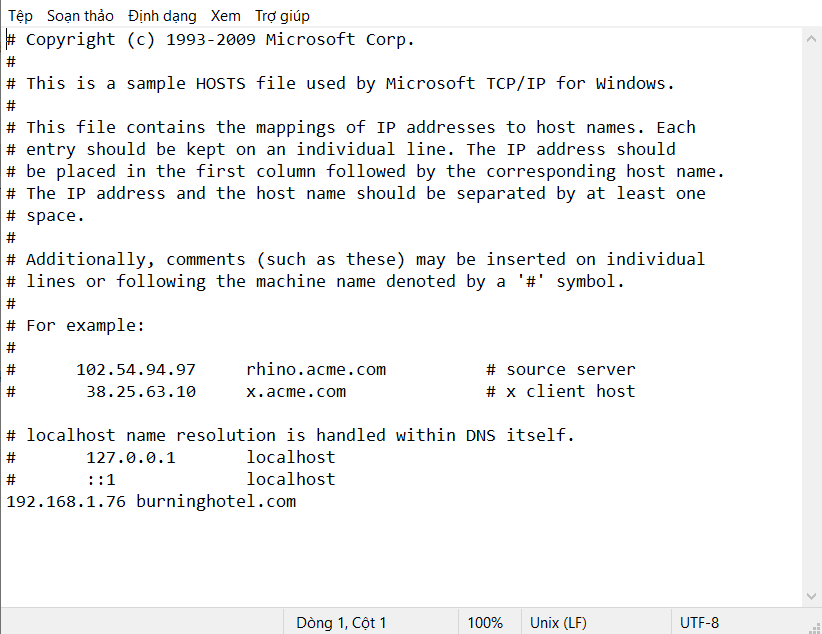 Tệp Soạn thảo Định dạng Xem Trợ giúp
# Copyright (c) 1993-2009 Microsoft Corp.
#
# This is a sample HOSTS file used by Microsoft TCP/IP for Windows.
#
# This file contains the mappings of IP addresses to host names. Each
# entry should be kept on an individual line. The IP address should
# be placed in the first column followed by the corresponding host name.
# The IP address and the host name should be separated by at least one
# space.
#
# Additionally, comments (such as these) may be inserted on individual
# lines or following the machine name denoted by a '#' symbol.
#
# For example:
#
#      102.54.94.97     rhino.acme.com          # source server
#       38.25.63.10     x.acme.com              # x client host

# localhost name resolution is handled within DNS itself.
#       127.0.0.1       localhost
#       ::1             localhost
192.168.1.76 burninghotel.com
Dòng 1, Cột 1 100% Unix (LF) UTF-8